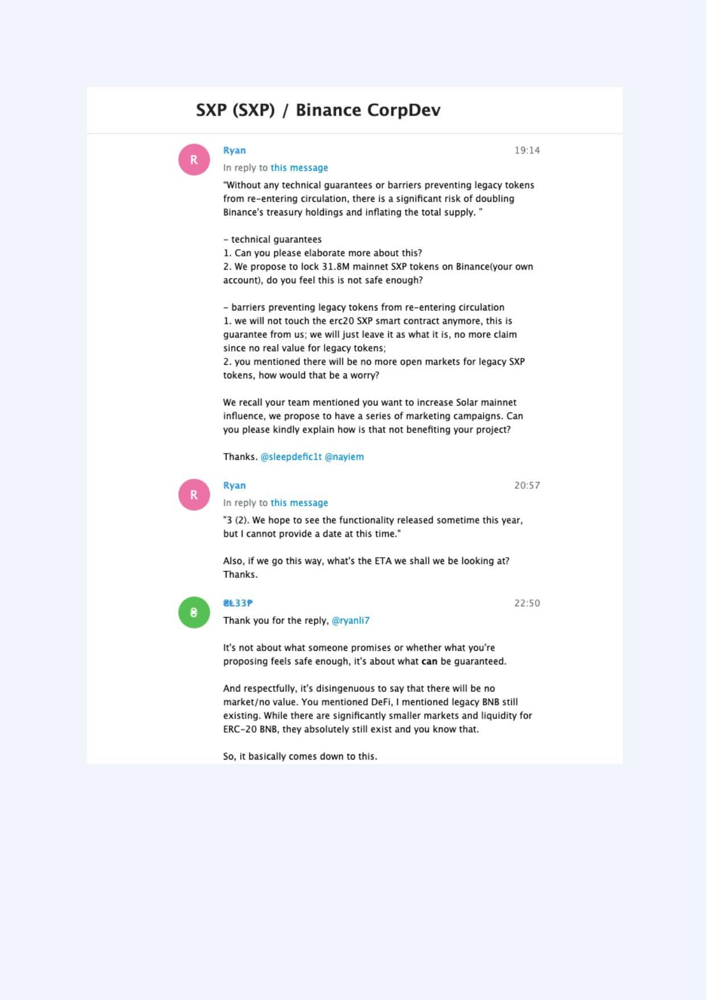 SXP (SXP) / Binance CorpDev
R
Ryan 19:14
In reply to this message
“Without any technical guarantees or barriers preventing legacy tokens
from re-entering circulation, there is a significant risk of doubling
Binance's treasury holdings and inflating the total supply. ”
- technical guarantees
1. Can you please elaborate more about this?
2. We propose to lock 31.8M mainnet SXP tokens on Binance(your own
account), do you feel this is not safe enough?
- barriers preventing legacy tokens from re-entering circulation
1. we will not touch the erc20 SXP smart contract anymore, this is
guarantee from us; we will just leave it as what it is, no more claim
since no real value for legacy tokens;
2. you mentioned there will be no more open markets for legacy SXP
tokens, how would that be a worry?
We recall your team mentioned you want to increase Solar mainnet
influence, we propose to have a series of marketing campaigns. Can
you please kindly explain how is that not benefiting your project?
Thanks. @sleepdefic1t @nayiem
R
Ryan 20:57
In reply to this message
"3 (2). We hope to see the functionality released sometime this year,
but I cannot provide a date at this time."
Also, if we go this way, what's the ETA we shall we be looking at?
Thanks.
₴
₴Ⱡ33₱ 22:50
Thank you for the reply, @ryanli7
It's not about what someone promises or whether what you're
proposing feels safe enough, it's about what can be guaranteed.
And respectfully, it's disingenuous to say that there will be no
market/no value. You mentioned DeFi, I mentioned legacy BNB still
existing. While there are significantly smaller markets and liquidity for
ERC-20 BNB, they absolutely still exist and you know that.
So, it basically comes down to this.